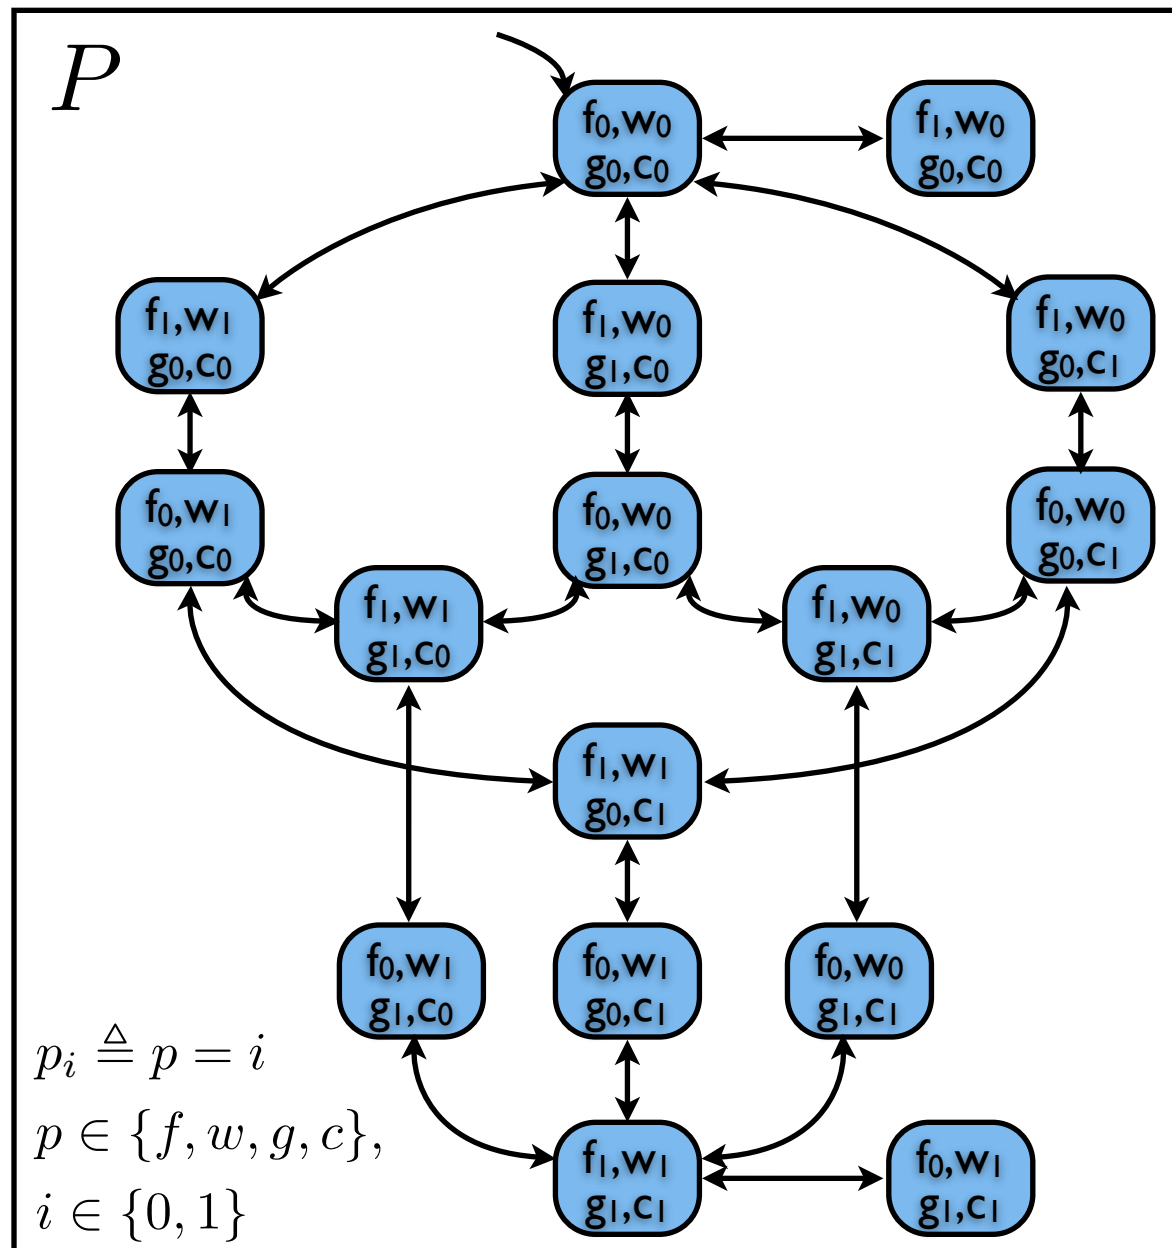 P
f₀,w₀
g₀,c₀
f₁,w₀
g₀,c₀
f₁,w₁
g₀,c₀
f₁,w₀
g₁,c₀
f₁,w₀
g₀,c₁
f₀,w₁
g₀,c₀
f₀,w₀
g₁,c₀
f₀,w₀
g₀,c₁
f₁,w₁
g₁,c₀
f₁,w₀
g₁,c₁
f₁,w₁
g₀,c₁
f₀,w₁
g₁,c₀
f₀,w₁
g₀,c₁
f₀,w₀
g₁,c₁
f₁,w₁
g₁,c₁
f₀,w₁
g₁,c₁
pᵢ ≜ p = i
p ∈ {f, w, g, c},
i ∈ {0, 1}